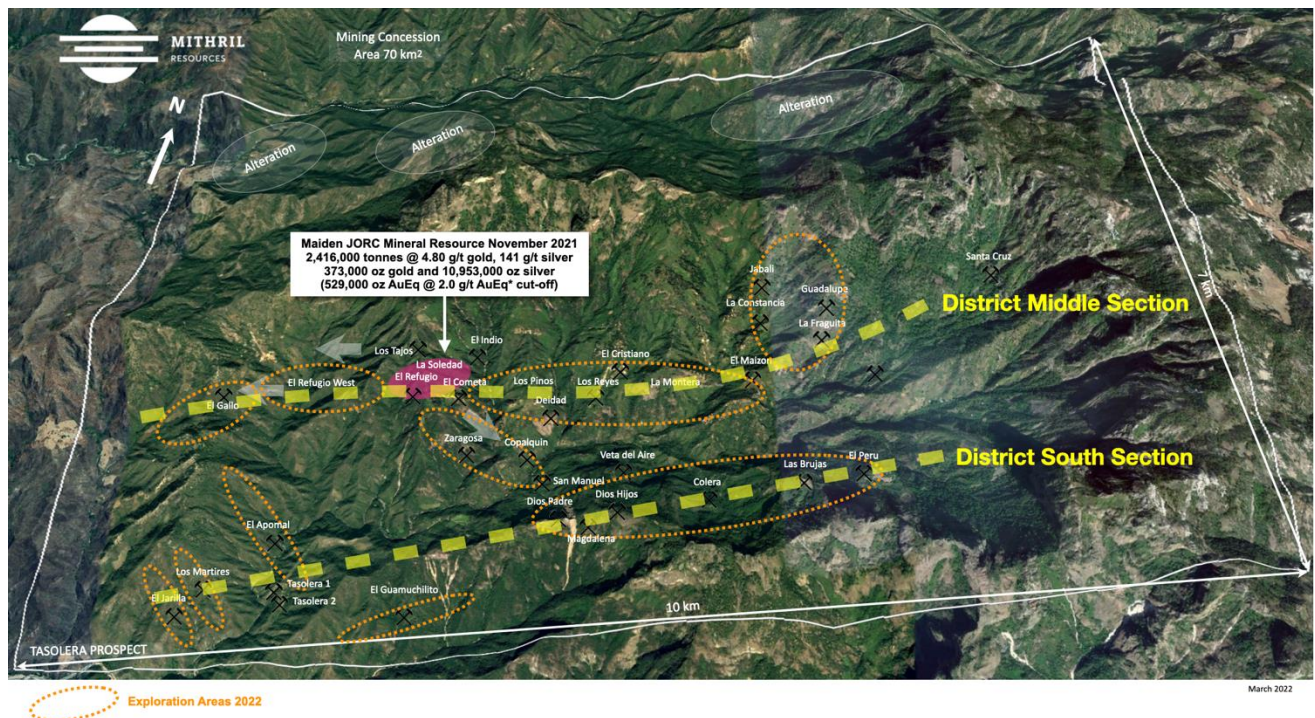 MITHRIL
RESOURCES
Mining Concession
Area 70 km²
N
Alteration
Alteration
Alteration
Maiden JORC Mineral Resource November 2021
2,416,000 tonnes @ 4.80 g/t gold, 141 g/t silver
373,000 oz gold and 10,953,000 oz silver
(529,000 oz AuEq @ 2.0 g/t AuEq* cut-off)
7 km
Santa Cruz
Jabali
Guadalupe
La Constancia
La Fraguita
District Middle Section
Los Tajos
El Indio
La Soledad
El Cristiano
El Maizon
El Refugio West
El Refugio
El Cometa
Los Pinos
Los Reyes
La Montera
El Gallo
Deidad
Zaragosa
Copalquin
Veta del Aire
Las Brujas
El Peru
District South Section
San Manuel
Dios Padre
Dios Hijos
Colera
Magdalena
El Apomal
Los Martires
El Jarilla
Tasolera 1
Tasolera 2
El Guamuchilito
10 km
TASOLERA PROSPECT
March 2022
Exploration Areas 2022